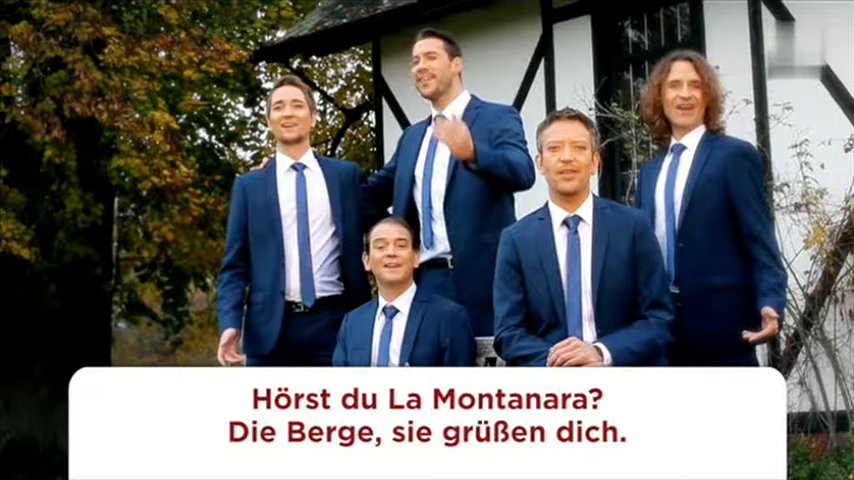 Hörst du La Montanara?
Die Berge, sie grüßen dich.